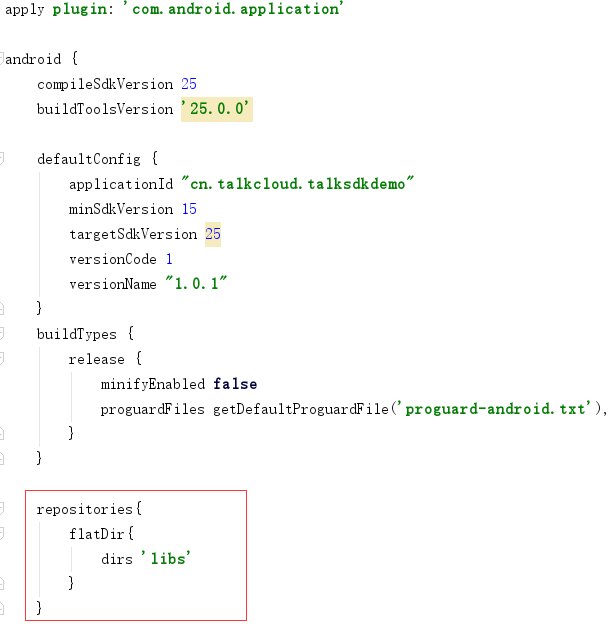 apply plugin: 'com.android.application'
android {
compileSdkVersion 25
buildToolsVersion '25.0.0'
defaultConfig {
applicationId "cn.talkcloud.talksdkdemo"
minSdkVersion 15
targetSdkVersion 25
versionCode 1
versionName "1.0.1"
}
buildTypes {
release {
minifyEnabled false
proguardFiles getDefaultProguardFile('proguard-android.txt'),
}
}
repositories{
flatDir{
dirs 'libs'
}
}